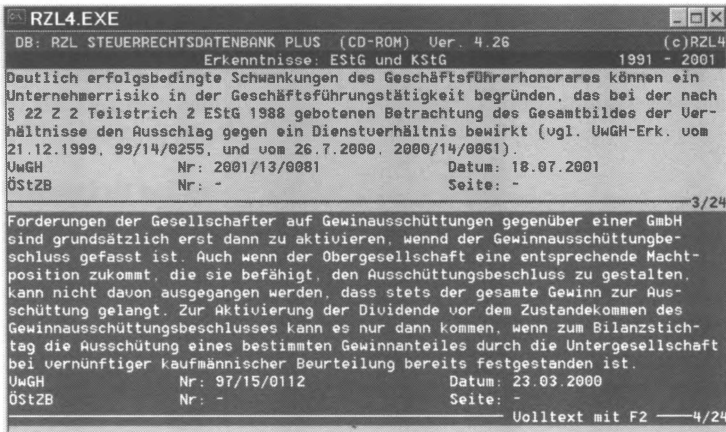 RZL4.EXE
DB: RZL STEUERRECHTSDATENBANK PLUS (CD-ROM) Ver. 4.26 (c)RZL4
Erkenntnisse: EStG und KStG 1991 - 2001
Deutlich erfolgsbedingte Schwankungen des Geschäftsführerhonorares können ein
Unternehmerrisiko in der Geschäftsführungstätigkeit begründen, das bei der nach
§ 22 Z 2 Teilstrich 2 EStG 1988 gebotenen Betrachtung des Gesamtbildes der Ver-
hältnisse den Ausschlag gegen ein Dienstverhältnis bewirkt (vgl. VwGH-Erk. vom
21.12.1999, 99/14/0255, und vom 26.7.2000, 2000/14/0061).
VwGH Nr: 2001/13/0081 Datum: 18.07.2001
ÖStZB Nr: - Seite: -
3/24
Forderungen der Gesellschafter auf Gewinausschüttungen gegenüber einer GmbH
sind grundsätzlich erst dann zu aktivieren, wennd der Gewinnausschüttungbe-
schluss gefasst ist. Auch wenn der Obergesellschaft eine entsprechende Macht-
position zukommt, die sie befähigt, den Ausschüttungsbeschluss zu gestalten,
kann nicht davon ausgegangen werden, dass stets der gesamte Gewinn zur Aus-
schüttung gelangt. Zur Aktivierung der Dividende vor dem Zustandekommen des
Gewinnausschüttungsbeschlusses kann es nur dann kommen, wenn zum Bilanzstich-
tag die Ausschütung eines bestimmten Gewinnanteiles durch die Untergesellschaft
bei vernünftiger kaufmännischer Beurteilung bereits festgestanden ist.
VwGH Nr: 97/15/0112 Datum: 23.03.2000
ÖStZB Nr: - Seite: -
Volltext mit F2 4/24